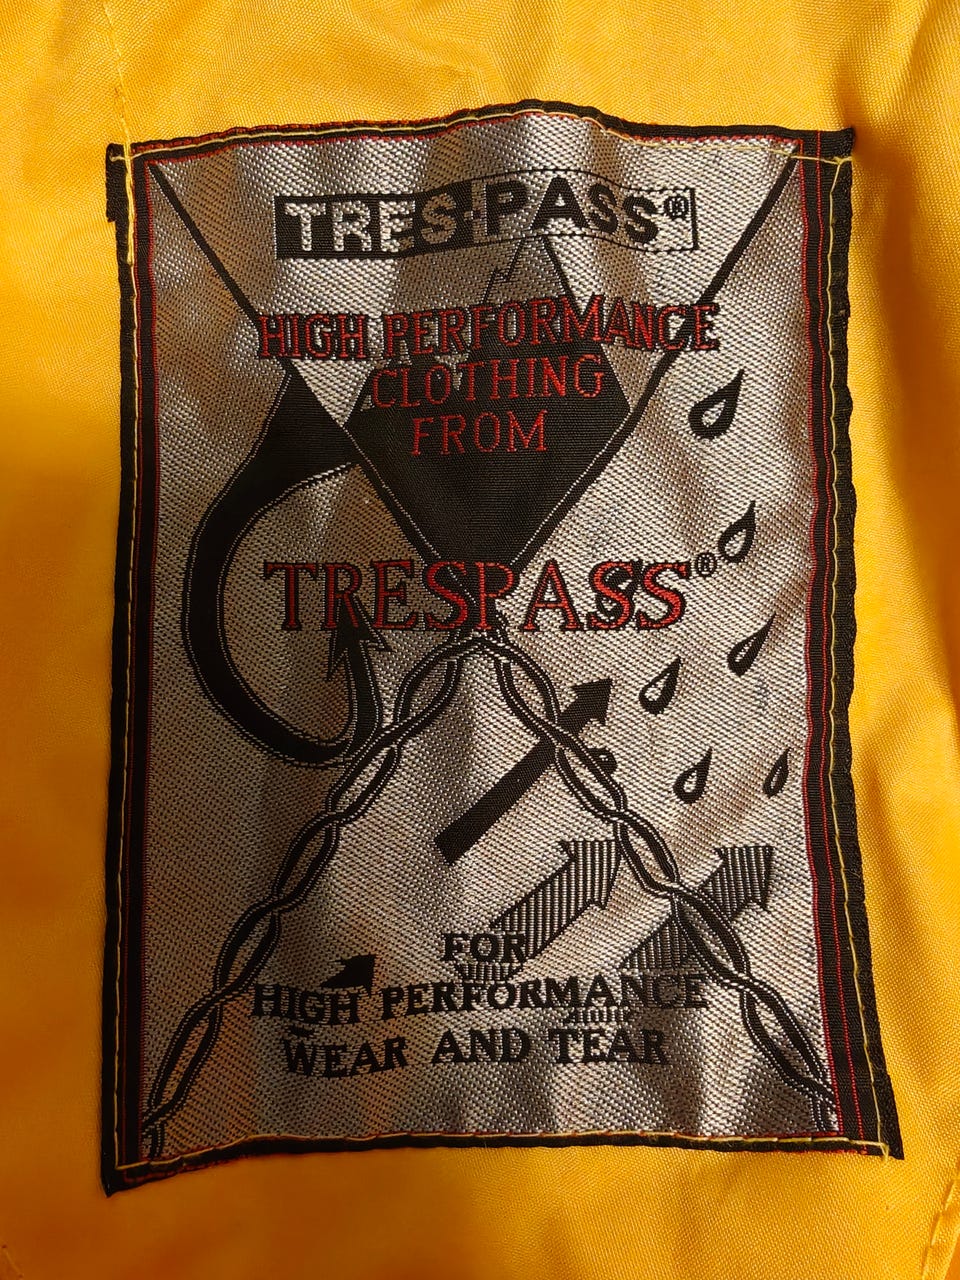 TRES-PASS®
HIGH PERFORMANCE
CLOTHING
FROM
TRESPASS®
FOR
HIGH PERFORMANCE
WEAR AND TEAR